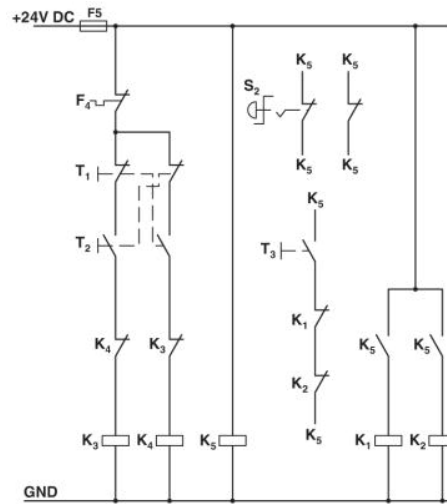 +24V DC F5
F4
T1
T2
K4 K3
K3 K4 K5
GND
S2
K5 K5
K5 K5
K5
T3
K1
K2
K5
K5 K5
K1 K2